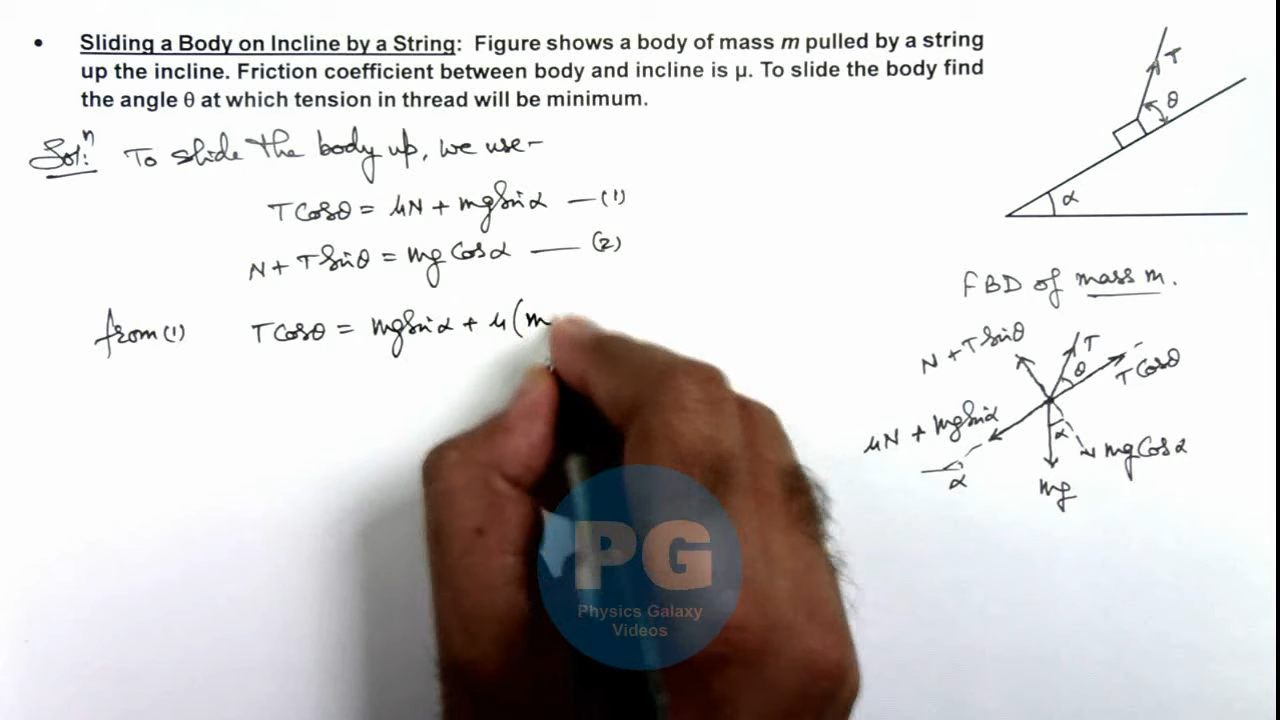 • Sliding a Body on Incline by a String: Figure shows a body of mass m pulled by a string
up the incline. Friction coefficient between body and incline is μ. To slide the body find
the angle θ at which tension in thread will be minimum.
Solⁿ: To slide the body up, we use-
T Cosθ = μN + mg Sinα — (1)
N + T Sinθ = mg Cosα — (2)
from (1) T Cosθ = mg Sinα + μ(m
T
θ
α
FBD of mass m.
N + T Sinθ
T
θ
T Cosθ
μN + mg Sinα
α
α
mg Cosα
mg
PG
Physics Galaxy
Videos